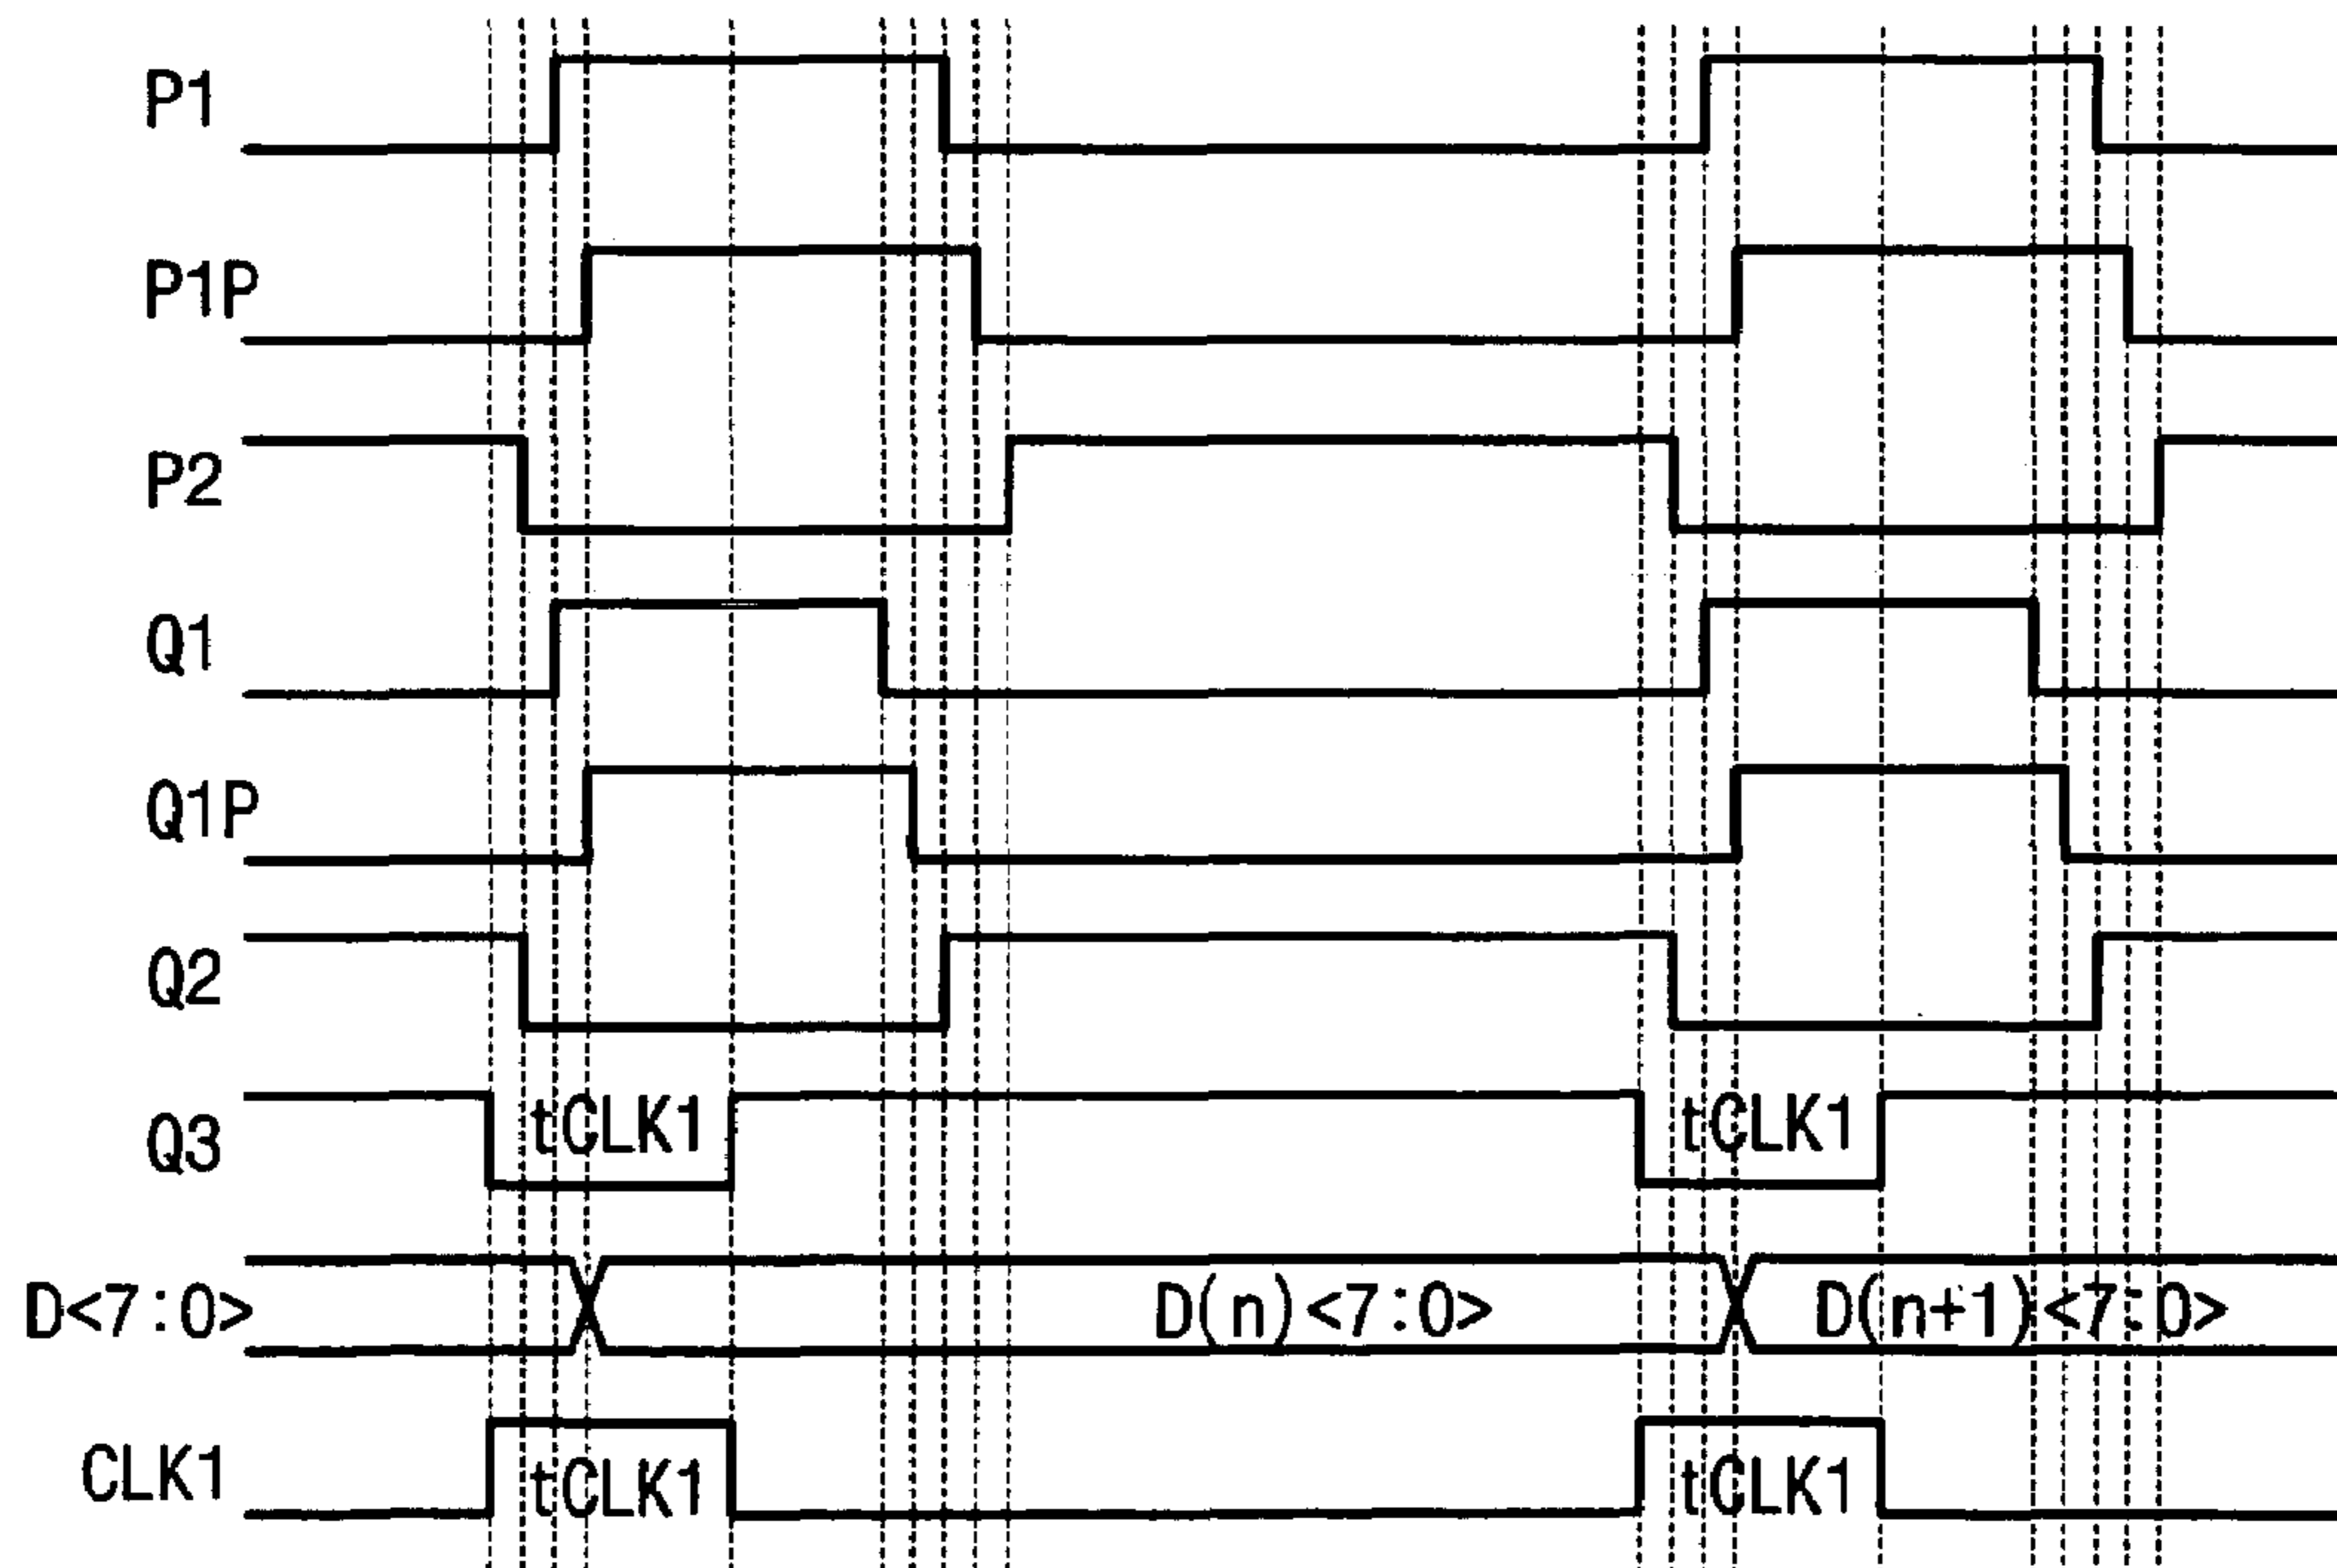 P1
P1P
P2
Q1
Q1P
Q2
Q3 tCLK1 tCLK1
D<7:0> D(n)<7:0> D(n+1)<7:0>
CLK1 tCLK1 tCLK1